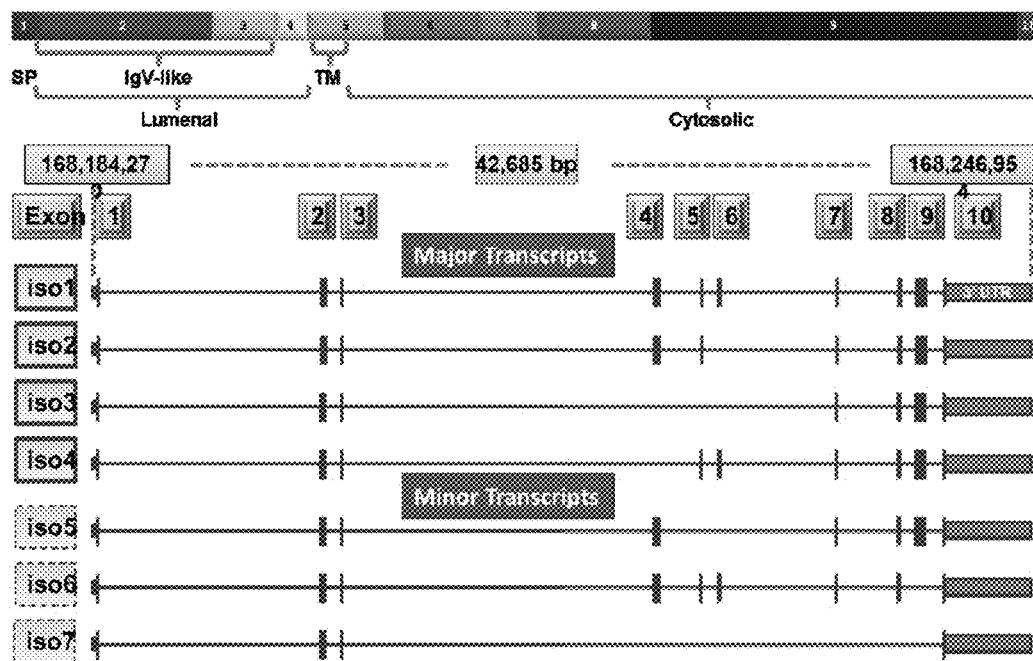 1 2 3 4 5 6 7 8 9
SP IgV-like TM
Lumenal Cytosolic
168,184,27 42,685 bp 168,246,95
4
Exon 1 2 3 4 5 6 7 8 9 10
Major Transcripts
iso1
iso2
iso3
iso4
Minor Transcripts
iso5
iso6
iso7